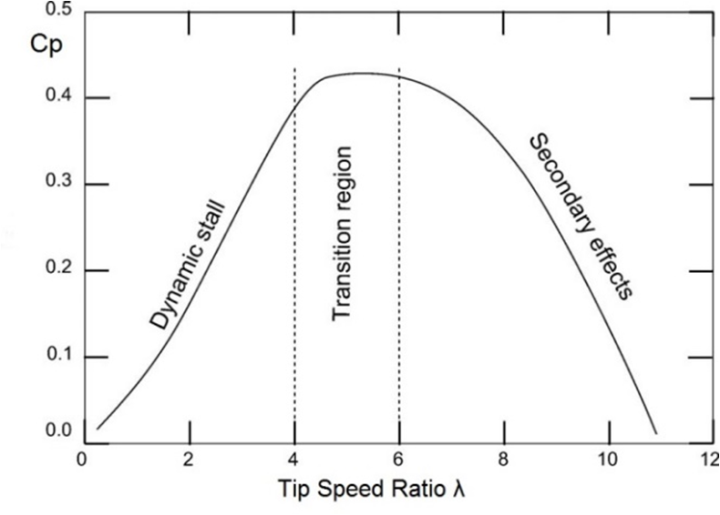 0.5
Cp
0.4
0.3
0.2
0.1
0.0
Dynamic stall
Transition region
Secondary effects
0 2 4 6 8 10 12
Tip Speed Ratio λ